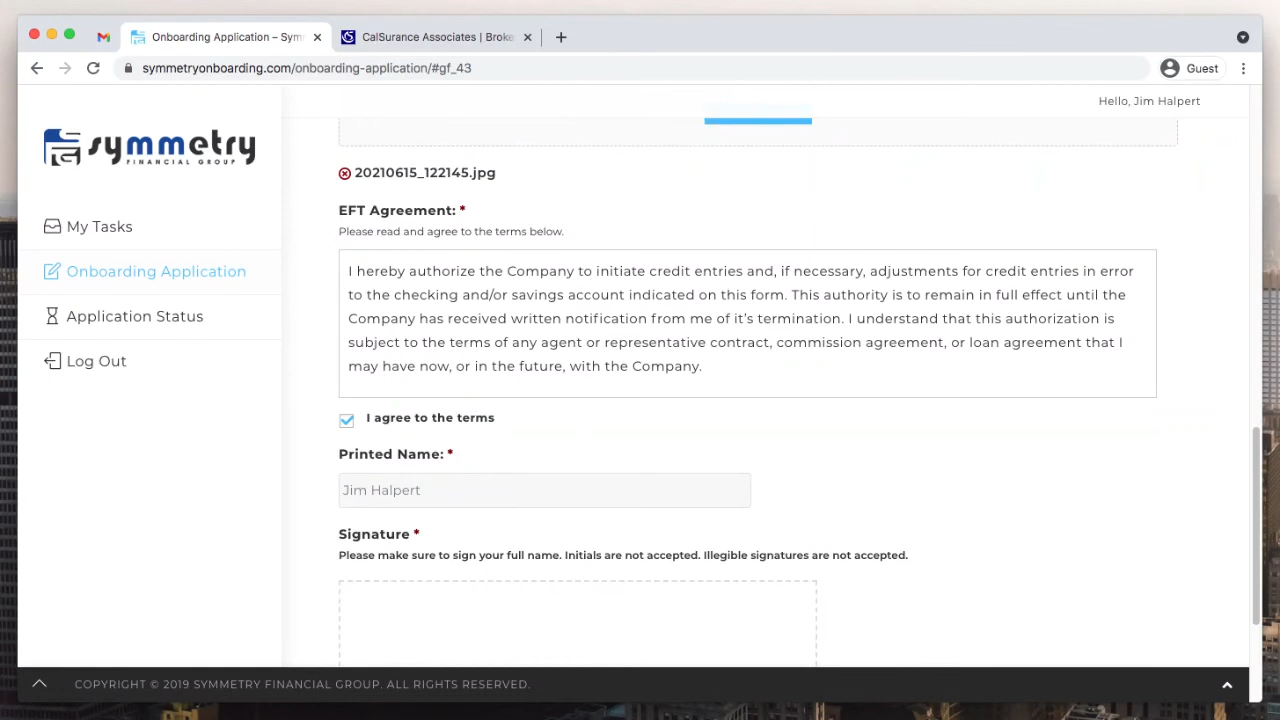 Onboarding Application – Sym
CalSurance Associates | Broke
symmetryonboarding.com/onboarding-application/#gf_43
Guest
Hello, Jim Halpert
symmetry
FINANCIAL GROUP
My Tasks
Onboarding Application
Application Status
Log Out
20210615_122145.jpg
EFT Agreement: *
Please read and agree to the terms below.
I hereby authorize the Company to initiate credit entries and, if necessary, adjustments for credit entries in error
to the checking and/or savings account indicated on this form. This authority is to remain in full effect until the
Company has received written notification from me of it's termination. I understand that this authorization is
subject to the terms of any agent or representative contract, commission agreement, or loan agreement that I
may have now, or in the future, with the Company.
I agree to the terms
Printed Name: *
Jim Halpert
Signature *
Please make sure to sign your full name. Initials are not accepted. Illegible signatures are not accepted.
COPYRIGHT © 2019 SYMMETRY FINANCIAL GROUP. ALL RIGHTS RESERVED.